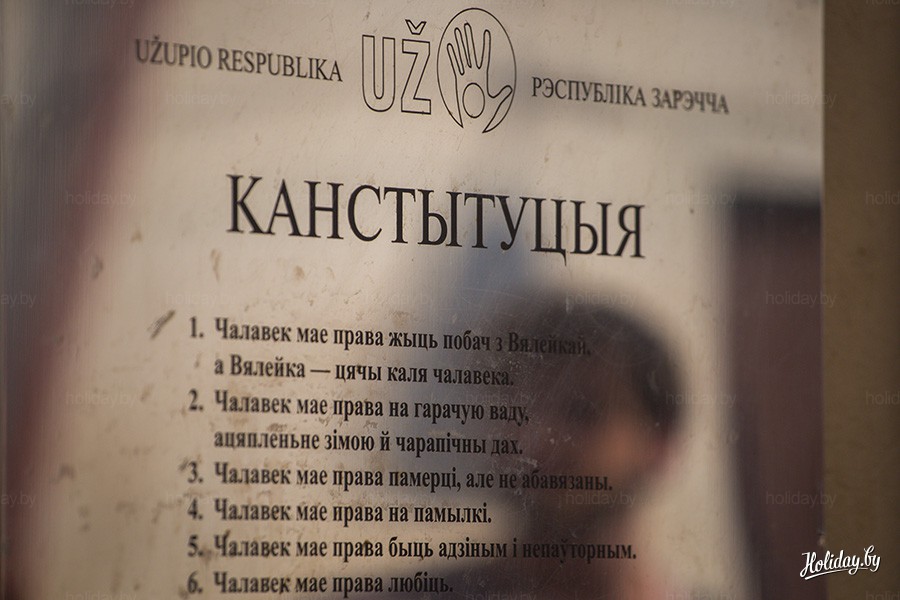 UŽUPIO RESPUBLIKA
UŽ
РЭСПУБЛІКА ЗАРЭЧЧА
КАНСТЫТУЦЫЯ
1. Чалавек мае права жыць побач з Вялейкай,
а Вялейка — цячы каля чалавека.
2. Чалавек мае права на гарачую ваду,
ацяпленьне зімою й чарапічны дах.
3. Чалавек мае права памерці, але не абавязаны.
4. Чалавек мае права на памылкі.
5. Чалавек мае права быць адзіным і непаўторным.
6. Чалавек мае права любіць.
Holiday.by